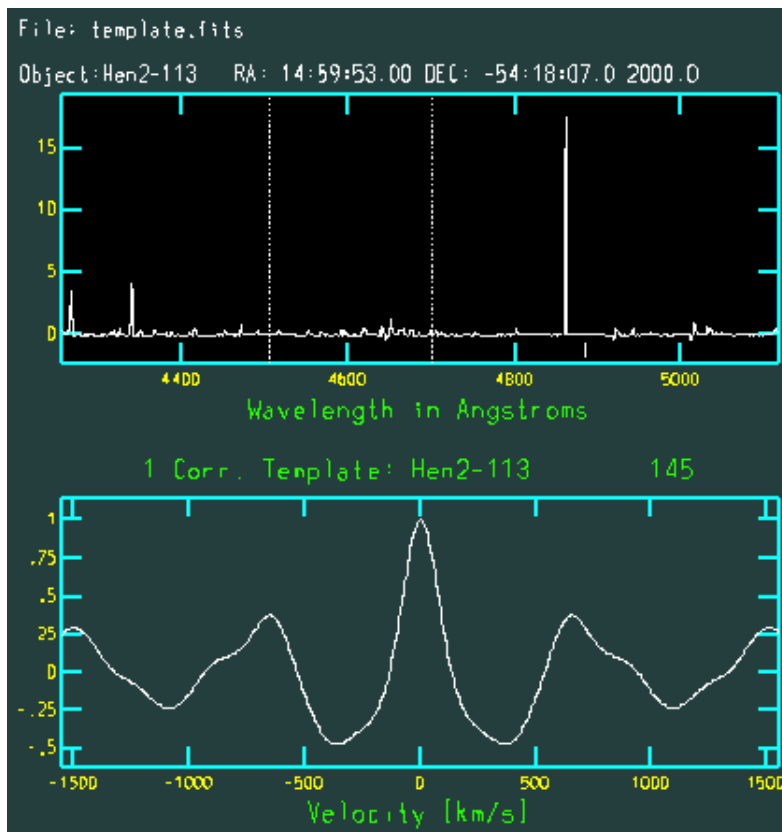 File: template.fits
Object:Hen2-113 RA: 14:59:53.00 DEC: -54:18:07.0 2000.0
15
10
5
0
4400 4600 4800 5000
Wavelength in Angstroms
1 Corr. Template: Hen2-113 145
1
.75
.5
25
0
-.25
-.5
-1500 -1000 -500 0 500 1000 1500
Velocity [km/s]